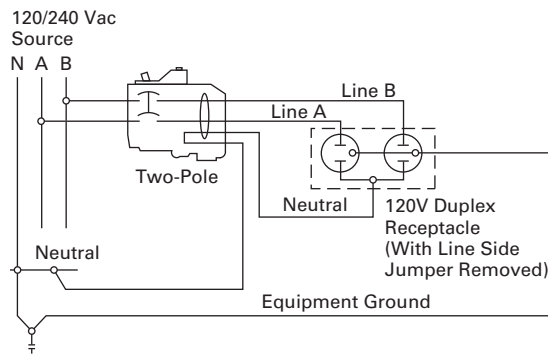 120/240 Vac
Source
N A B
Line B
Line A
Two-Pole
Neutral
120V Duplex
Receptacle
(With Line Side
Jumper Removed)
Neutral
Equipment Ground